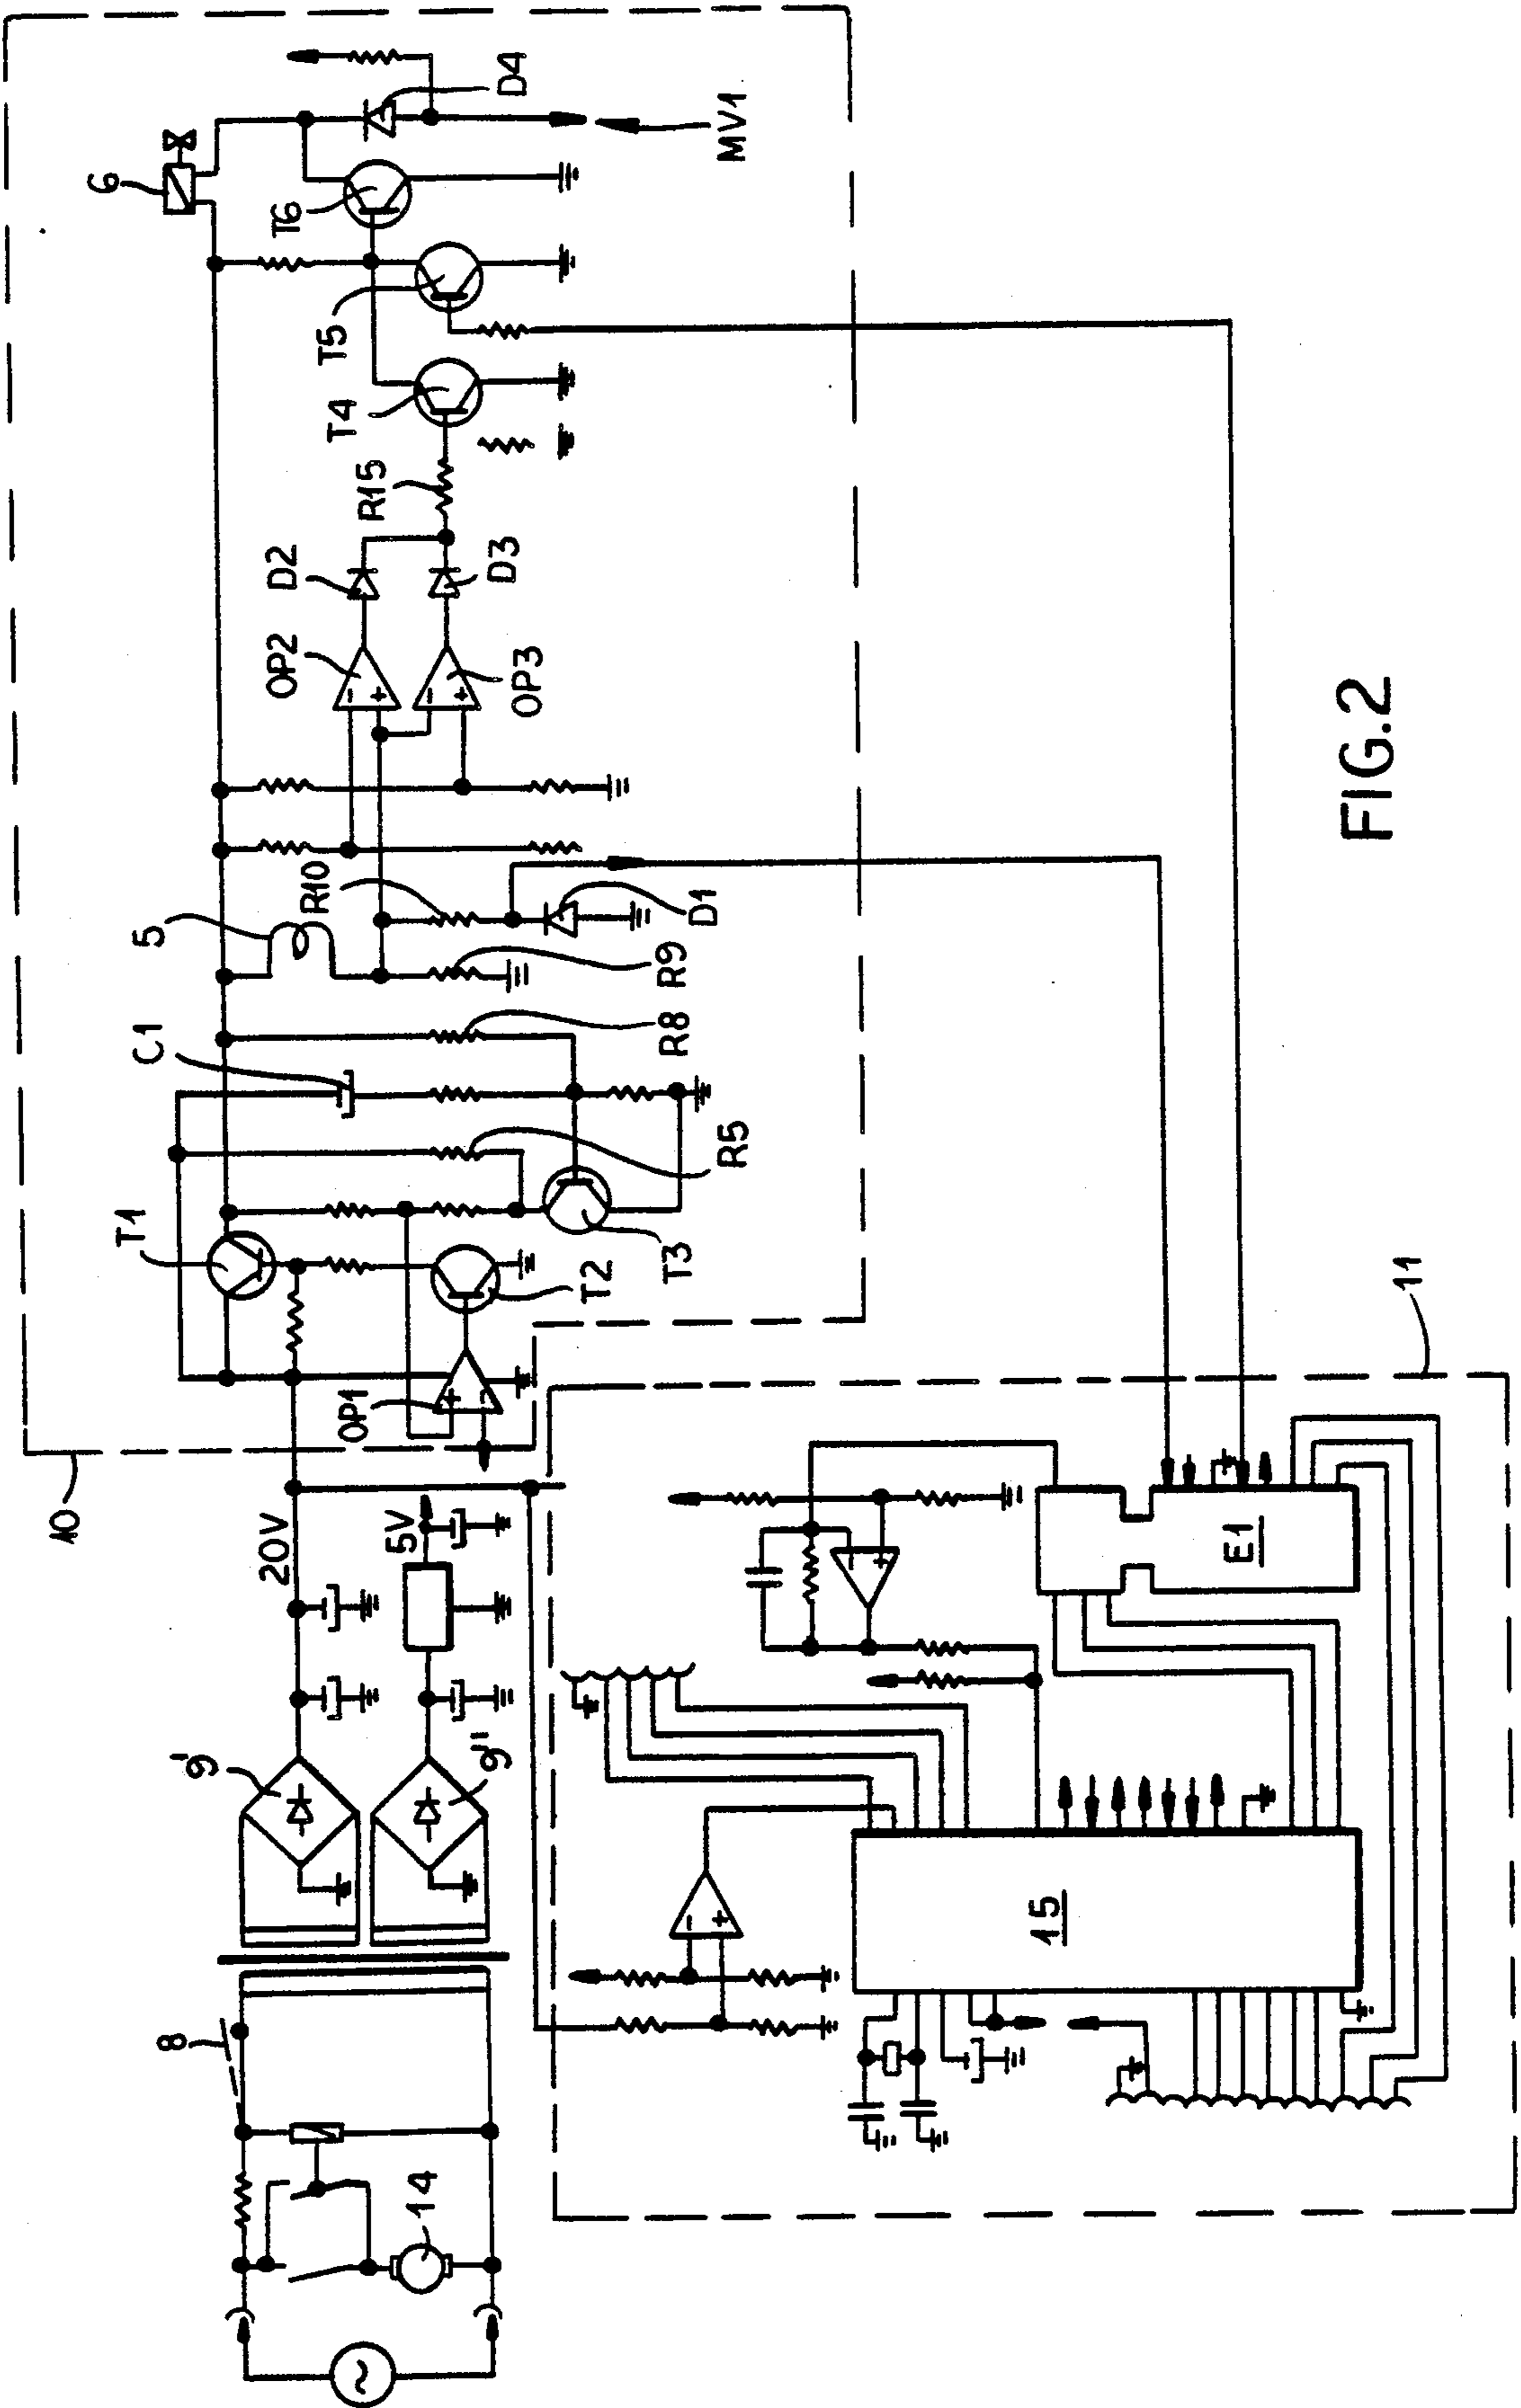 8
14
9'
9"
20V
5V
10
OP1
T1
T2
T3
R5
C1
R8
R9
5
R10
D1
OP2
OP3
D2
D3
R15
T4
T5
T6
6
D4
MV1
11
15
E1
+
-
-
+
-
+
-
+
-
+
~
FIG.2